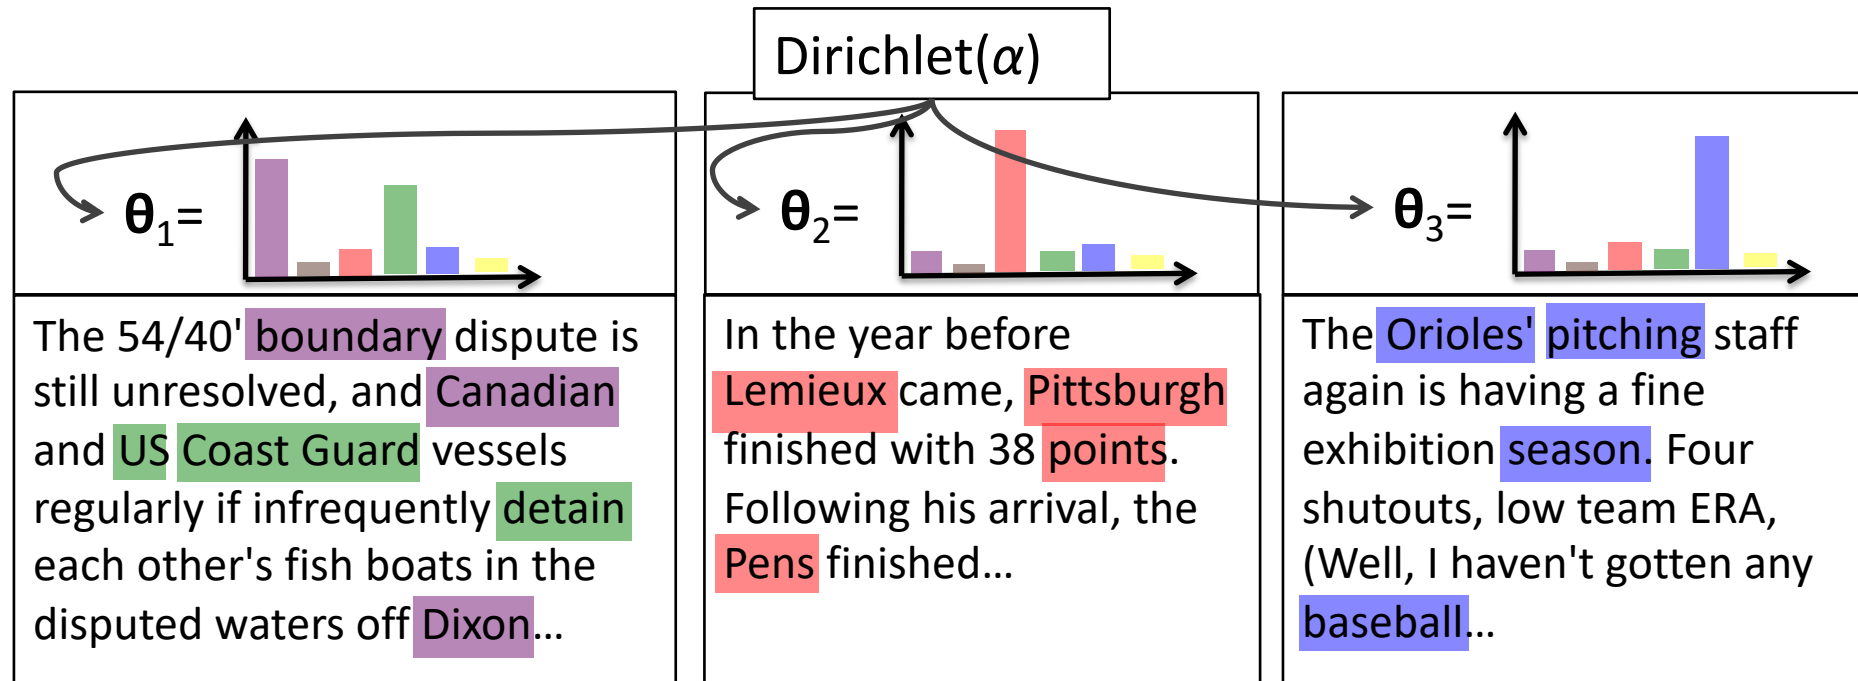 Dirichlet(α)
θ1=
θ2=
θ3=
The 54/40' boundary dispute is
still unresolved, and Canadian
and US Coast Guard vessels
regularly if infrequently detain
each other's fish boats in the
disputed waters off Dixon…
In the year before
Lemieux came, Pittsburgh
finished with 38 points.
Following his arrival, the
Pens finished…
The Orioles' pitching staff
again is having a fine
exhibition season. Four
shutouts, low team ERA,
(Well, I haven't gotten any
baseball…